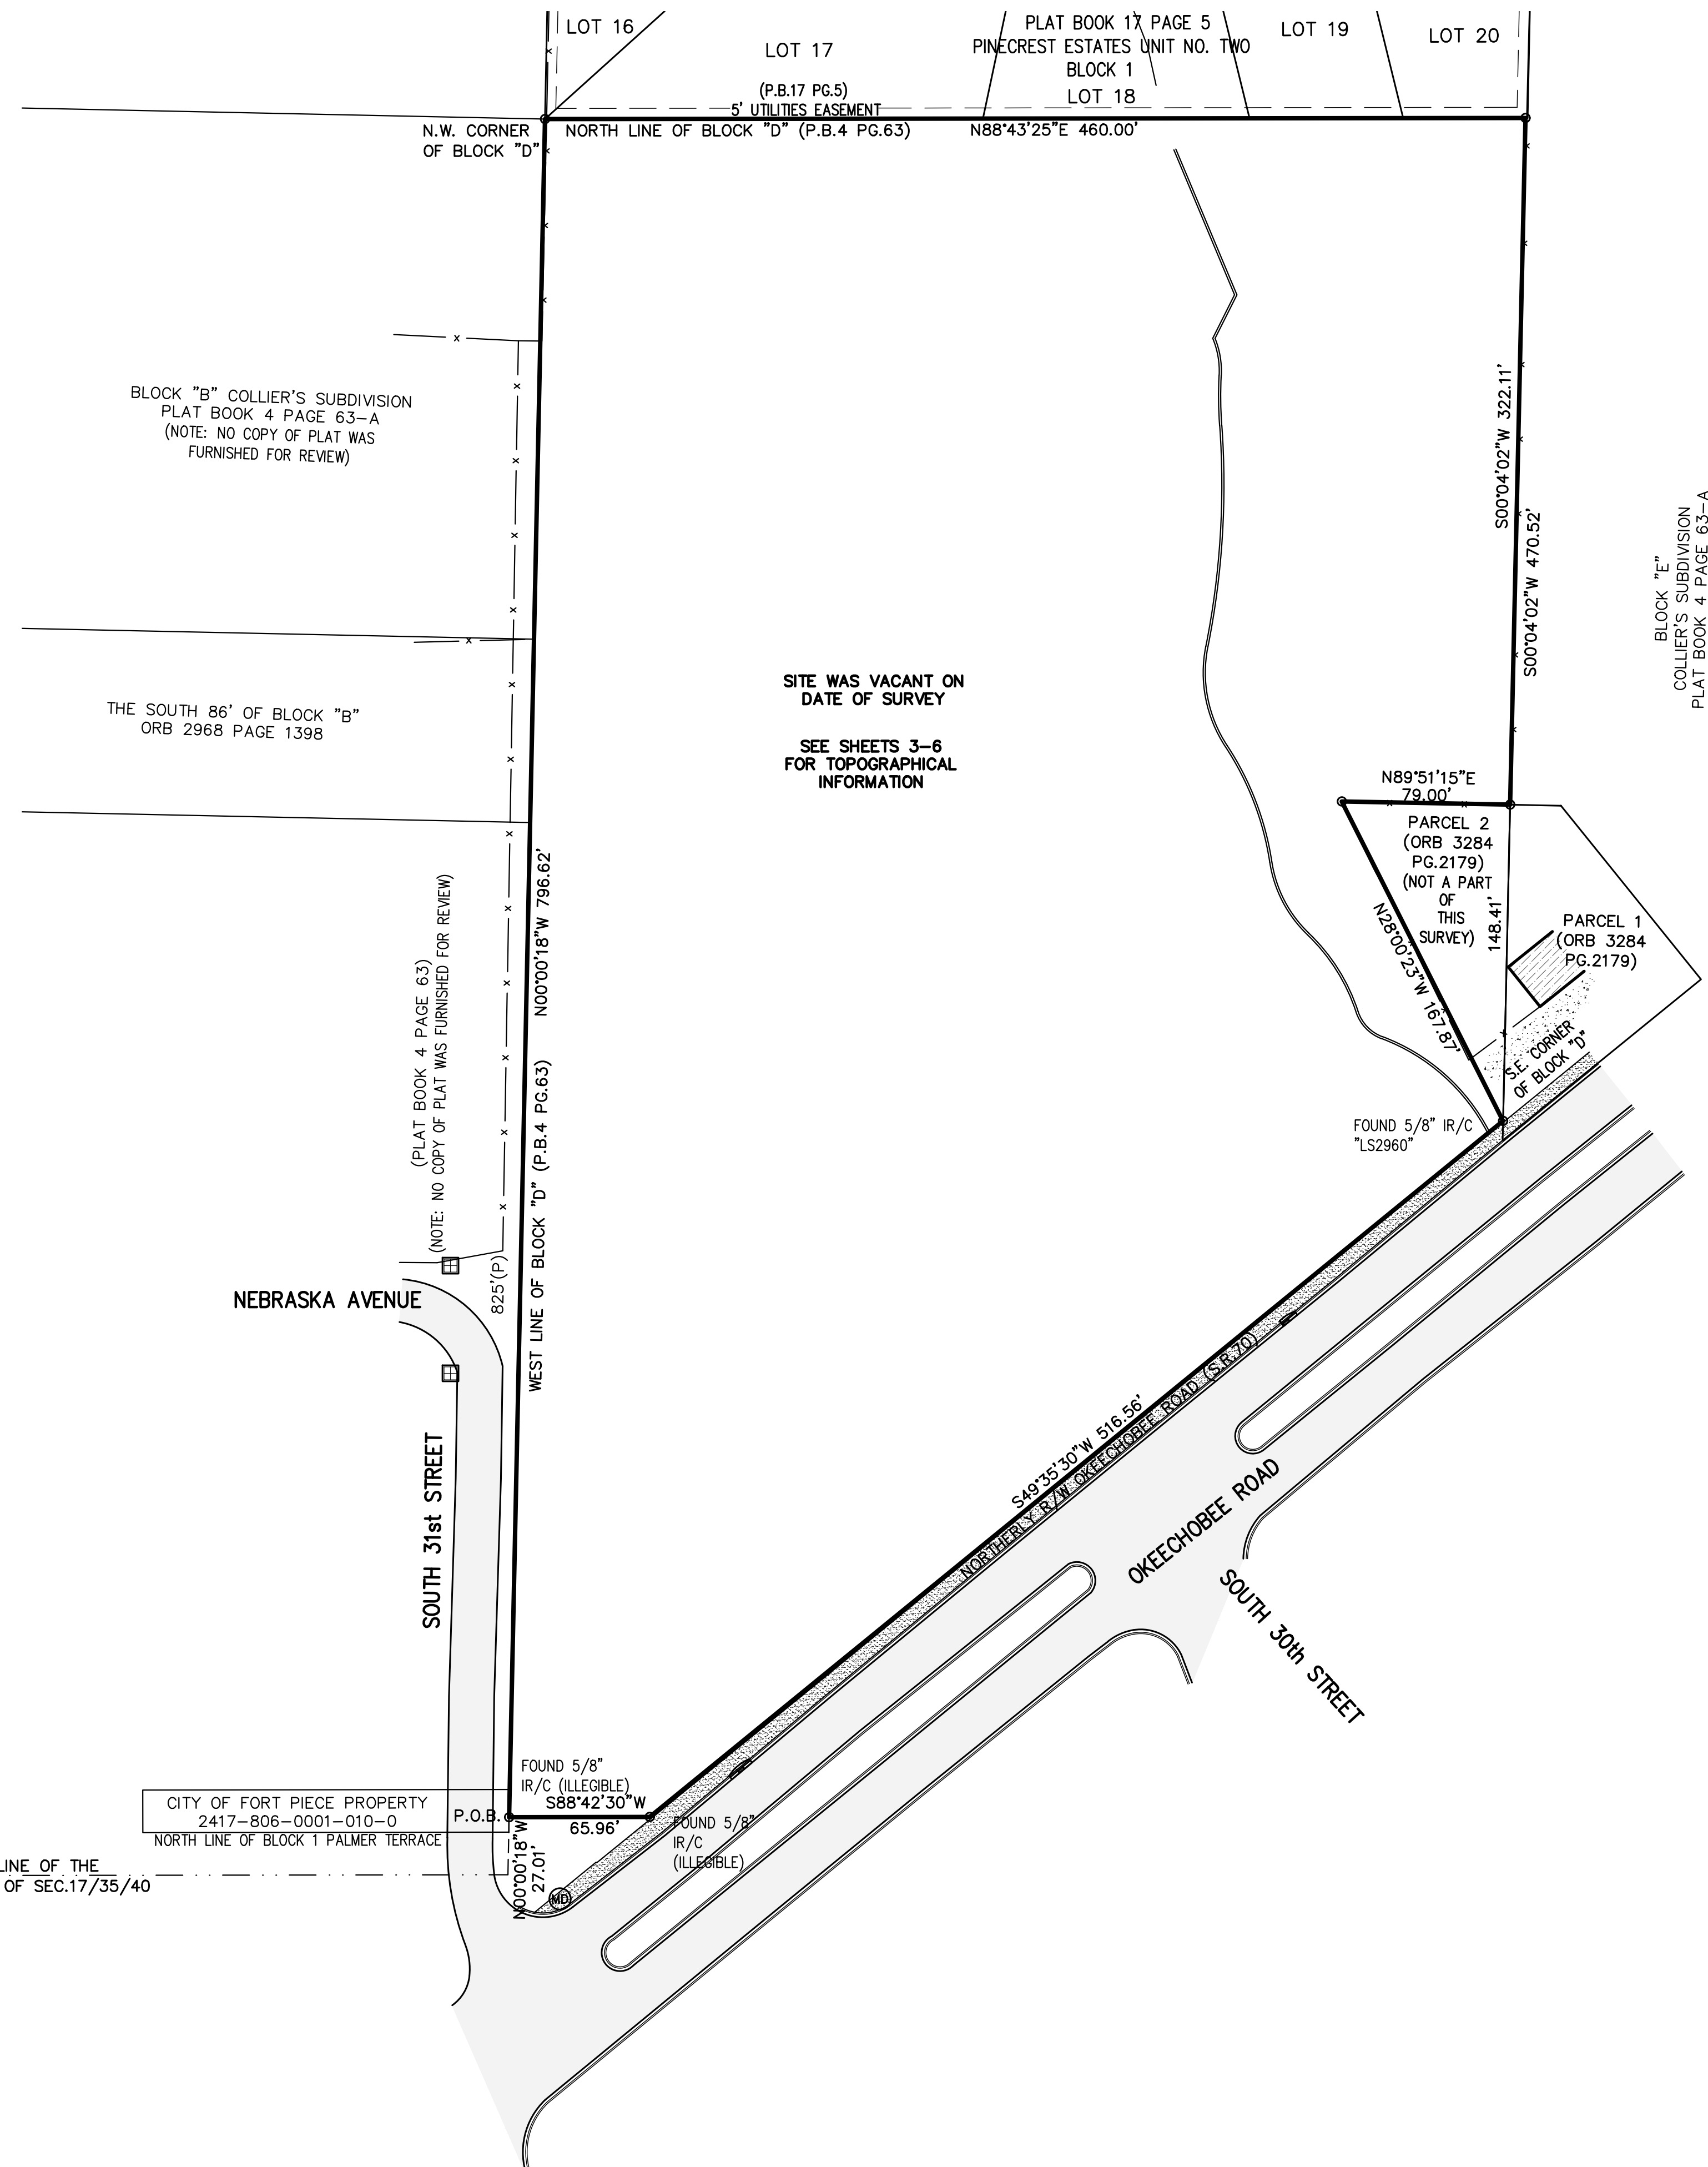 LOT 16
LOT 17
PLAT BOOK 17 PAGE 5
PINECREST ESTATES UNIT NO. TWO
BLOCK 1
LOT 18
LOT 19
LOT 20
(P.B.17 PG.5)
5' UTILITIES EASEMENT
N.W. CORNER
OF BLOCK "D"
NORTH LINE OF BLOCK "D" (P.B.4 PG.63)
N88°43'25"E 460.00'
BLOCK "B" COLLIER'S SUBDIVISION
PLAT BOOK 4 PAGE 63-A
(NOTE: NO COPY OF PLAT WAS
FURNISHED FOR REVIEW)
S00°04'02"W 322.11'
S00°04'02"W 470.52'
BLOCK "E"
COLLIER'S SUBDIVISION
PLAT BOOK 4 PAGE 63-A
THE SOUTH 86' OF BLOCK "B"
ORB 2968 PAGE 1398
SITE WAS VACANT ON
DATE OF SURVEY
SEE SHEETS 3-6
FOR TOPOGRAPHICAL
INFORMATION
N89°51'15"E
79.00'
PARCEL 2
(ORB 3284
PG.2179)
(NOT A PART
OF
THIS
SURVEY)
148.41'
N28°00'23"W 167.87'
PARCEL 1
(ORB 3284
PG.2179)
S.E. CORNER
OF BLOCK "D"
FOUND 5/8" IR/C
"LS2960"
N00°00'18"W 796.62'
WEST LINE OF BLOCK "D" (P.B.4 PG.63)
(PLAT BOOK 4 PAGE 63)
(NOTE: NO COPY OF PLAT WAS FURNISHED FOR REVIEW)
825'(P)
NEBRASKA AVENUE
SOUTH 31st STREET
S49°35'30"W 516.56'
NORTHERLY R/W OKEECHOBEE ROAD (S.R.70)
OKEECHOBEE ROAD
SOUTH 30th STREET
FOUND 5/8"
IR/C (ILLEGIBLE)
S88°42'30"W
65.96'
FOUND 5/8"
IR/C
(ILLEGIBLE)
CITY OF FORT PIECE PROPERTY
2417-806-0001-010-0
P.O.B.
NORTH LINE OF BLOCK 1 PALMER TERRACE
N00°00'18"W
27.01'
LINE OF THE
OF SEC.17/35/40
MD